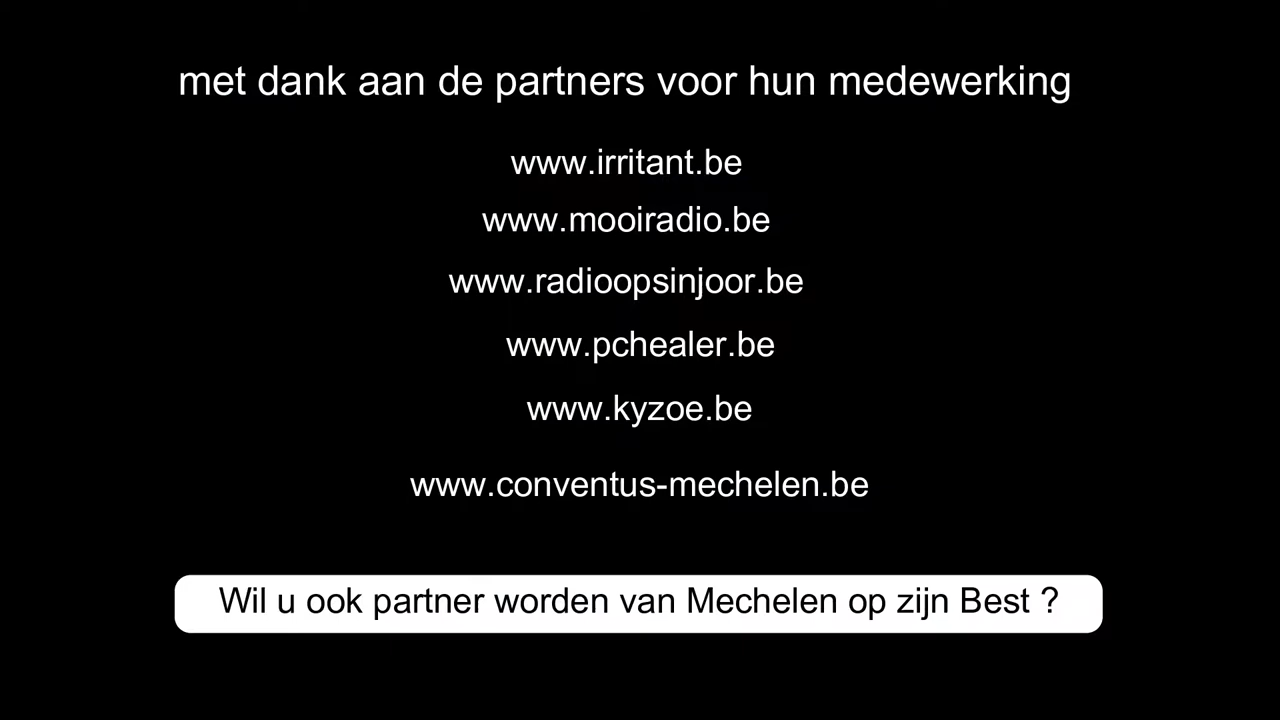 met dank aan de partners voor hun medewerking
www.irritant.be
www.mooiradio.be
www.radioopsinjoor.be
www.pchealer.be
www.kyzoe.be
www.conventus-mechelen.be
Wil u ook partner worden van Mechelen op zijn Best ?